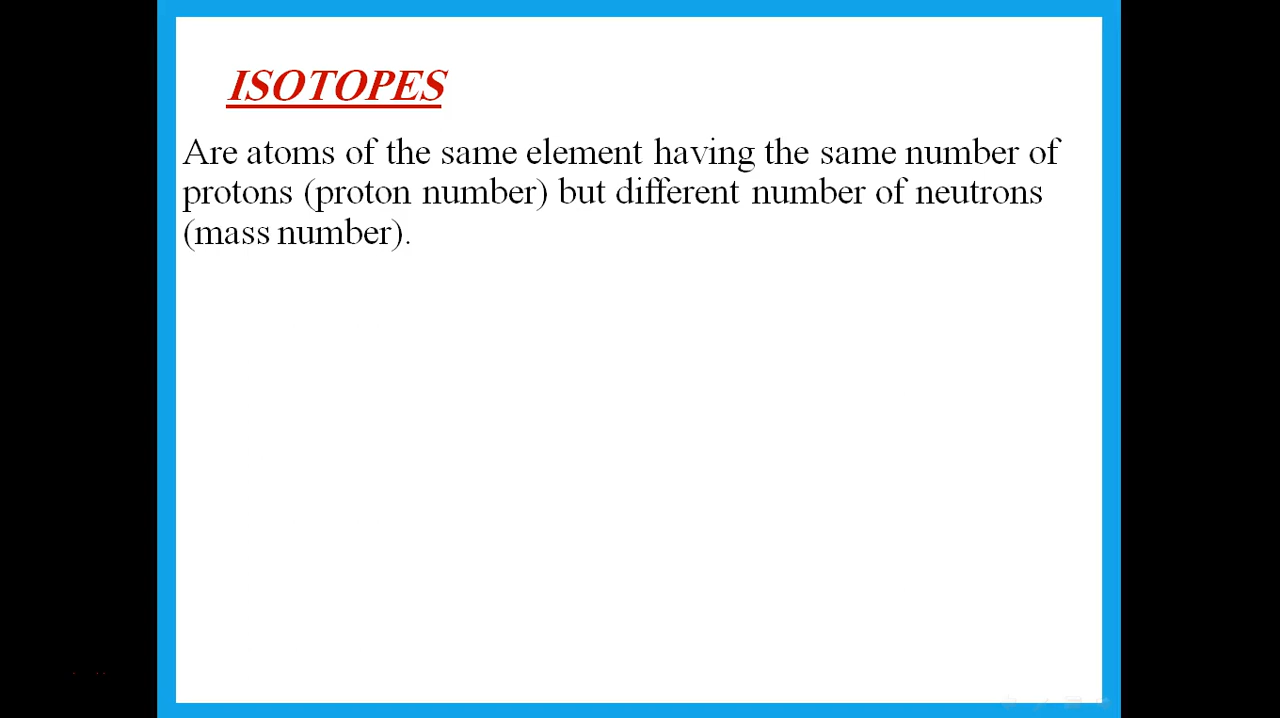 ISOTOPES
Are atoms of the same element having the same number of
protons (proton number) but different number of neutrons
(mass number).